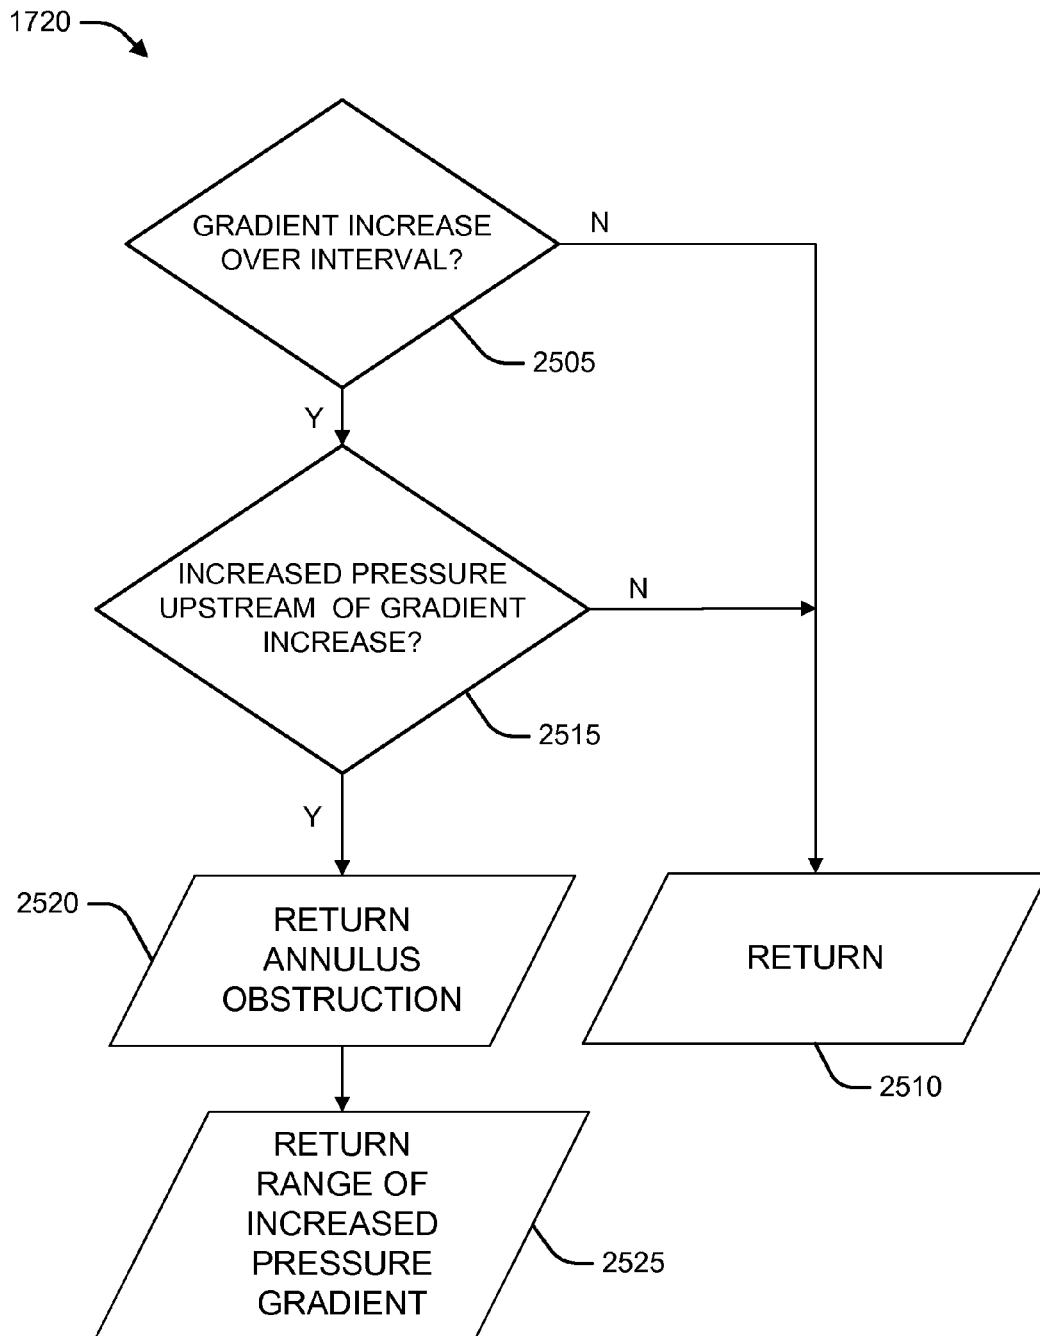 1720
GRADIENT INCREASE
OVER INTERVAL?
N
2505
Y
INCREASED PRESSURE
UPSTREAM OF GRADIENT
INCREASE?
N
2515
Y
2520
RETURN
ANNULUS
OBSTRUCTION
RETURN
2510
RETURN
RANGE OF
INCREASED
PRESSURE
GRADIENT
2525